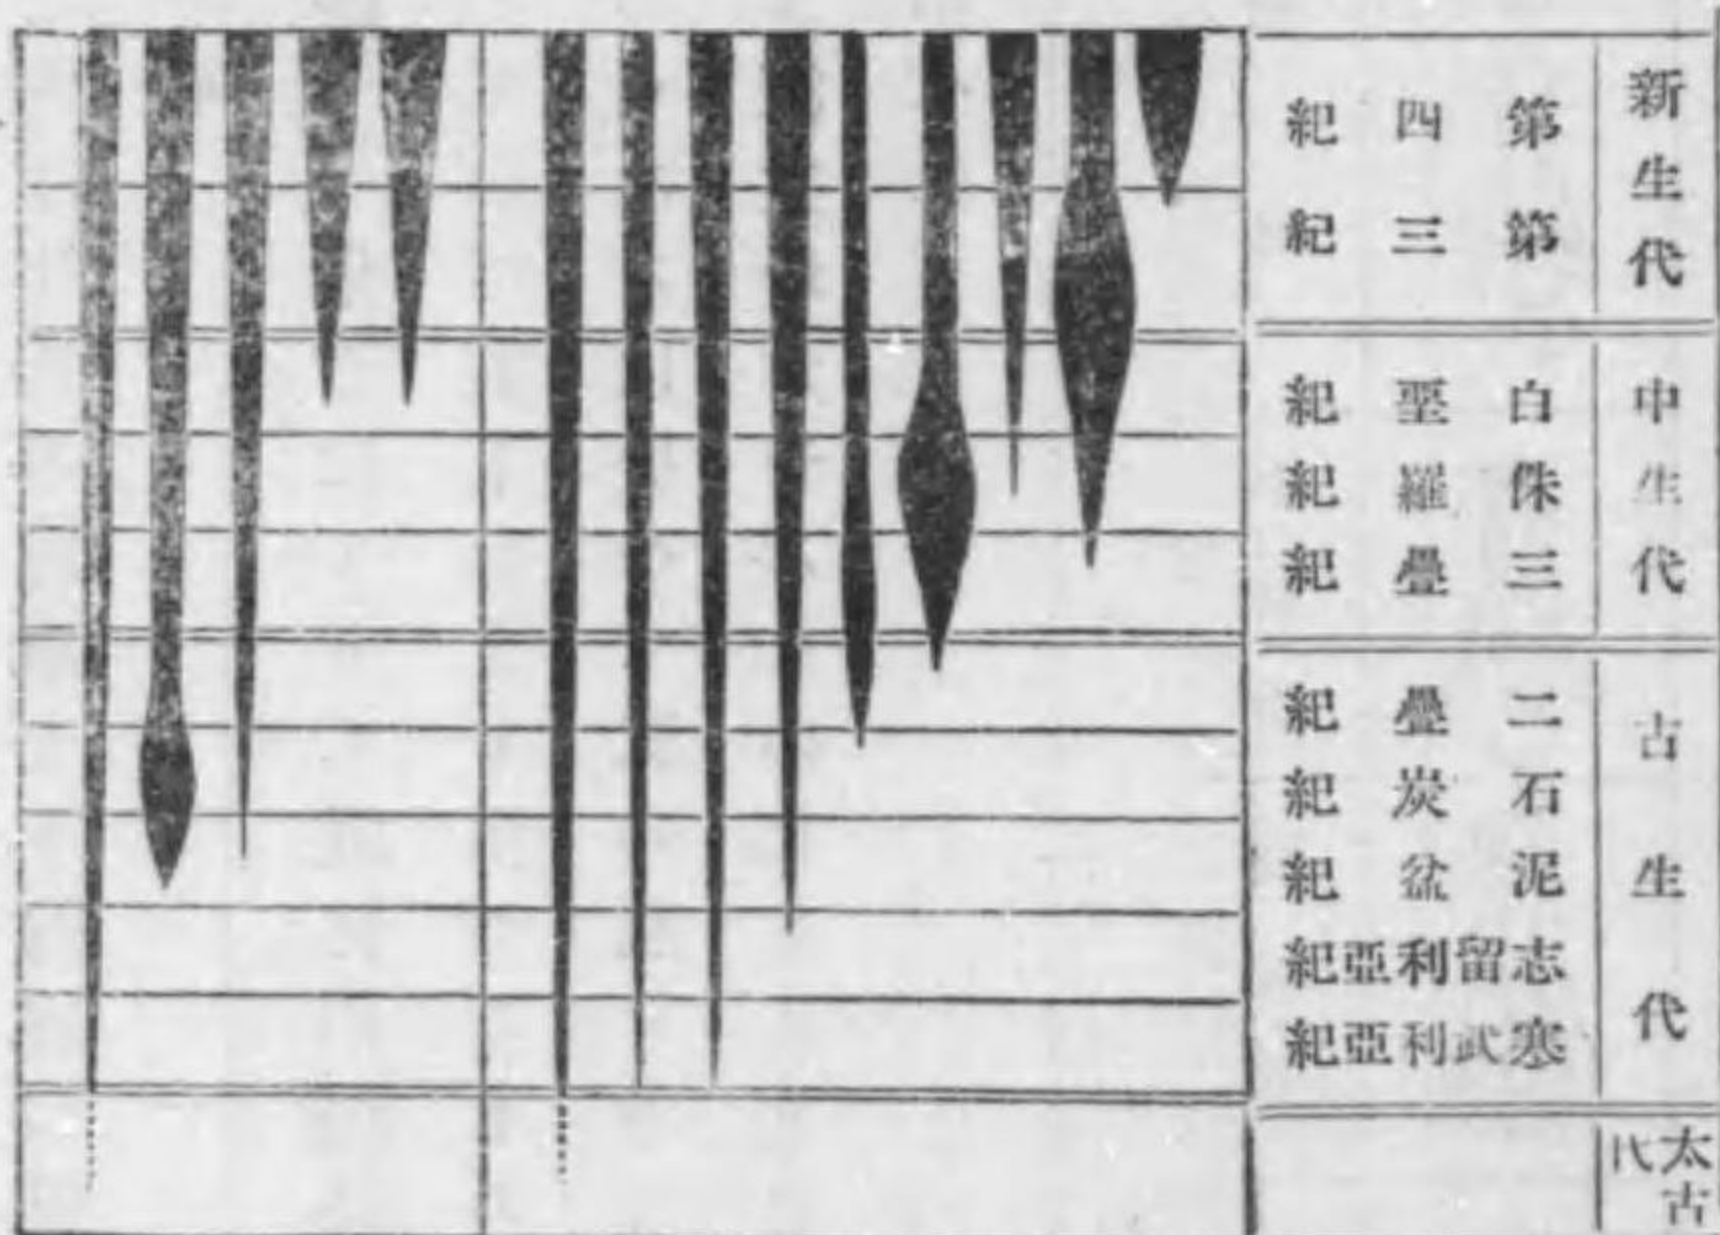 新生代
第四紀
第三紀
中生代
白堊紀
侏羅紀
三疊紀
古生代
二疊紀
石炭紀
泥盆紀
志留利亞紀
寒武利亞紀
太古代